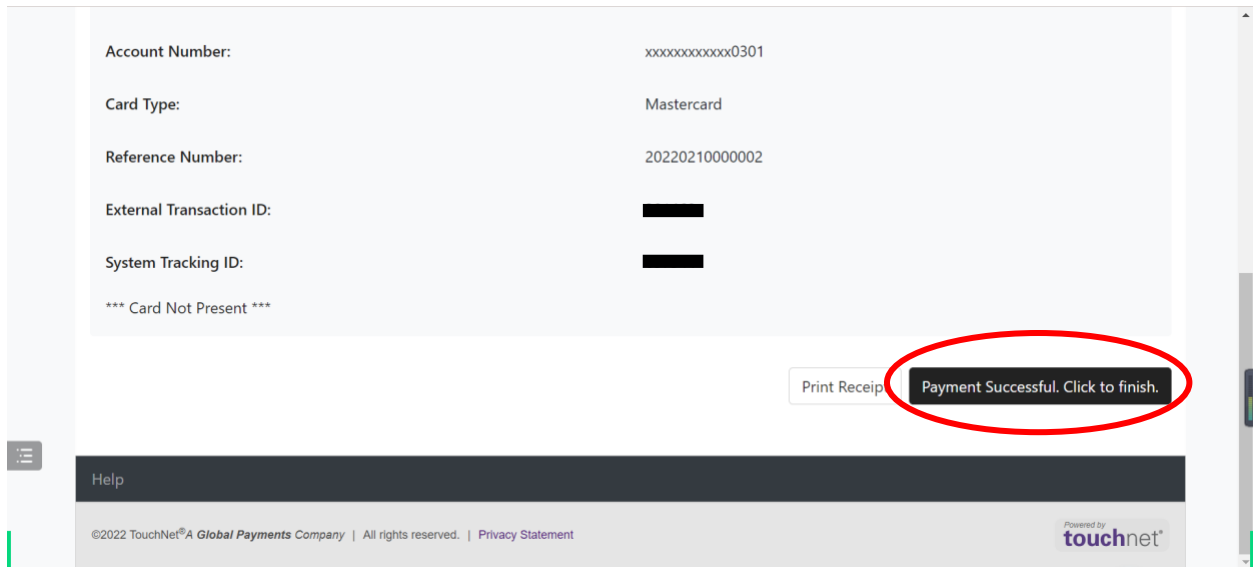 Account Number: xxxxxxxxxxxx0301
Card Type: Mastercard
Reference Number: 20220210000002
External Transaction ID:
System Tracking ID:
*** Card Not Present ***
Print Receip Payment Successful. Click to finish.
Help
©2022 TouchNet®A Global Payments Company | All rights reserved. | Privacy Statement
Powered by
touchnet®